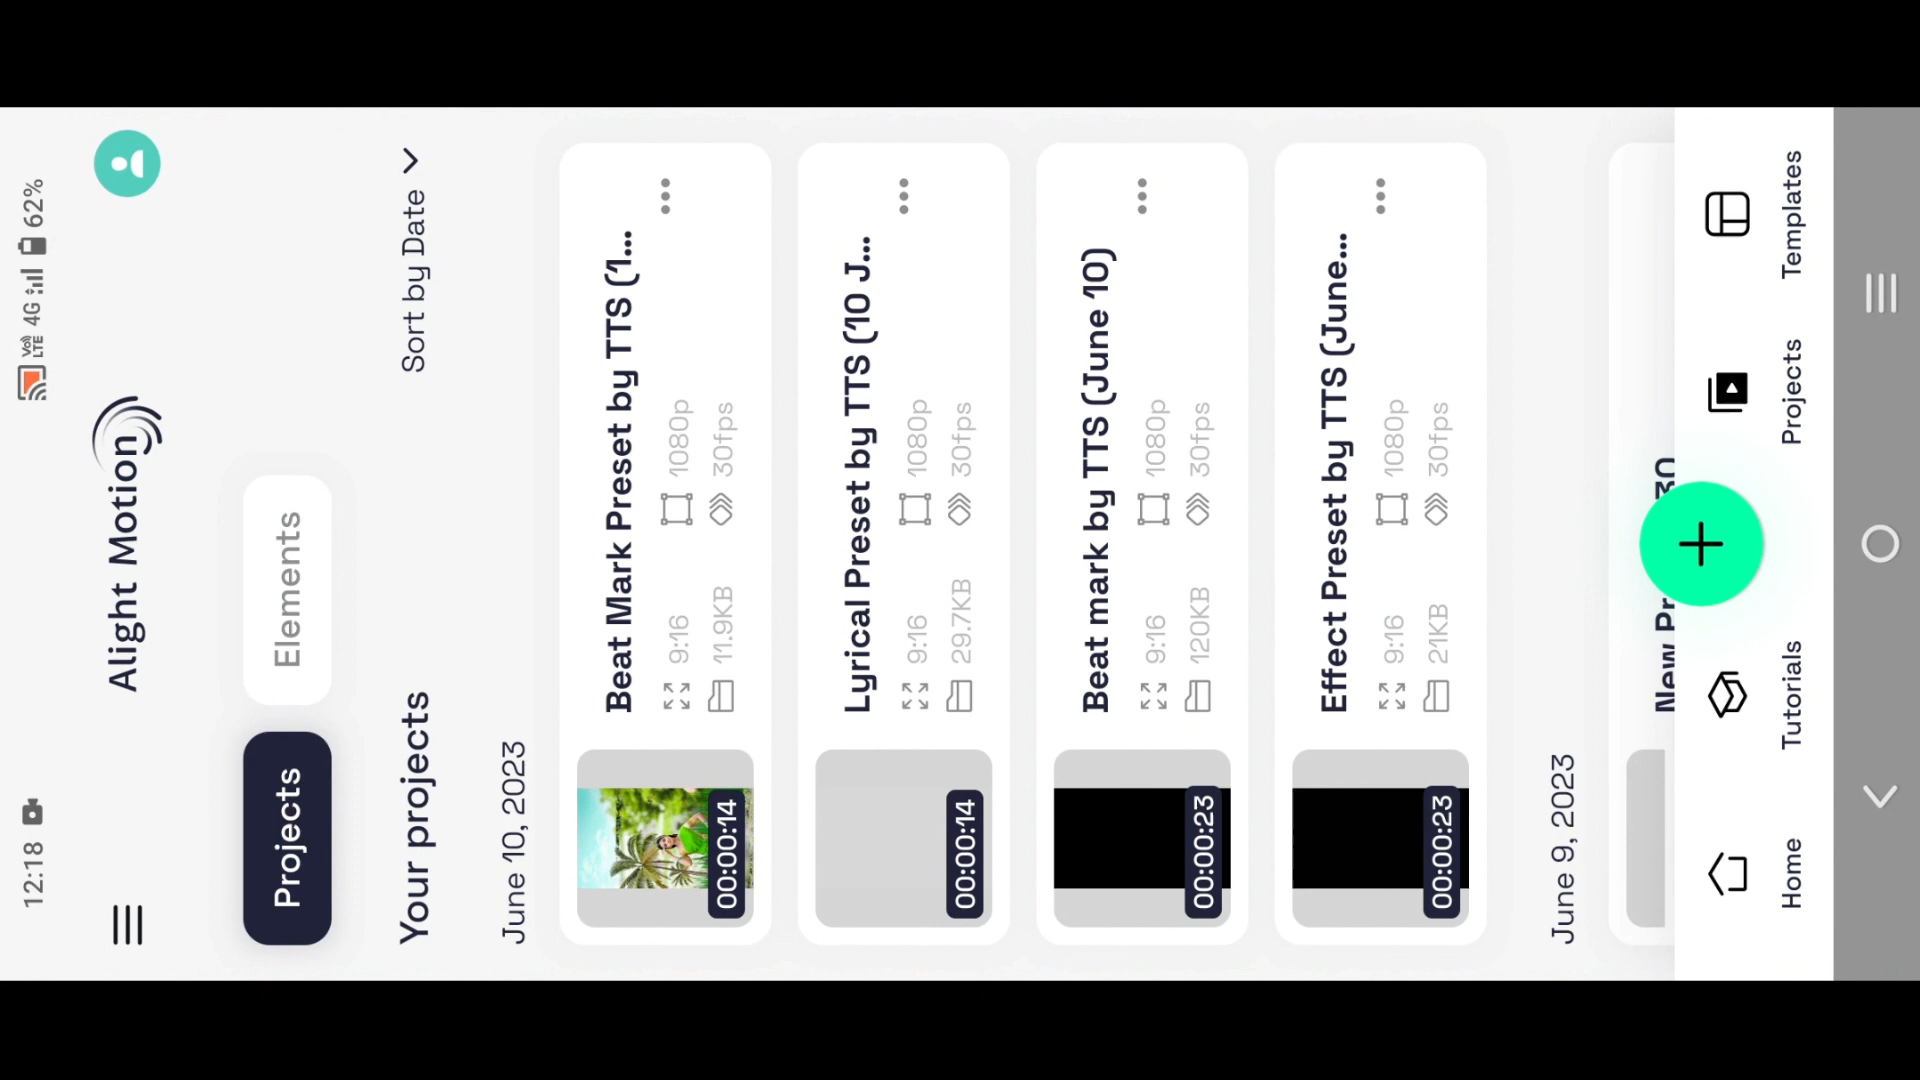 12:18
VoLTE 4G 62%
Alight Motion
Projects
Elements
Your projects
Sort by Date
June 10, 2023
Beat Mark Preset by TTS (1...
9:16 1080p
11.9KB 30fps
00:00:14
Lyrical Preset by TTS (10 J...
9:16 1080p
29.7KB 30fps
00:00:14
Beat mark by TTS (June 10)
9:16 1080p
120KB 30fps
00:00:23
Effect Preset by TTS (June...
9:16 1080p
21KB 30fps
00:00:23
June 9, 2023
New Pr
Home
Tutorials
Projects
Templates